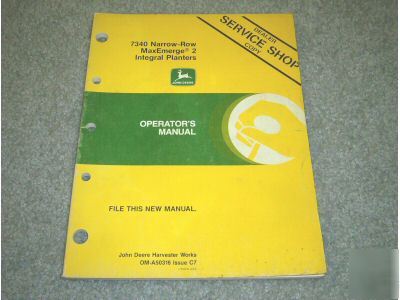 7340 Narrow-Row
MaxEmerge® 2
Integral Planters
DEALER
SERVICE SHOP
COPY
JOHN DEERE
OPERATOR'S
MANUAL
FILE THIS NEW MANUAL.
John Deere Harvester Works
OM-A50316 Issue C7